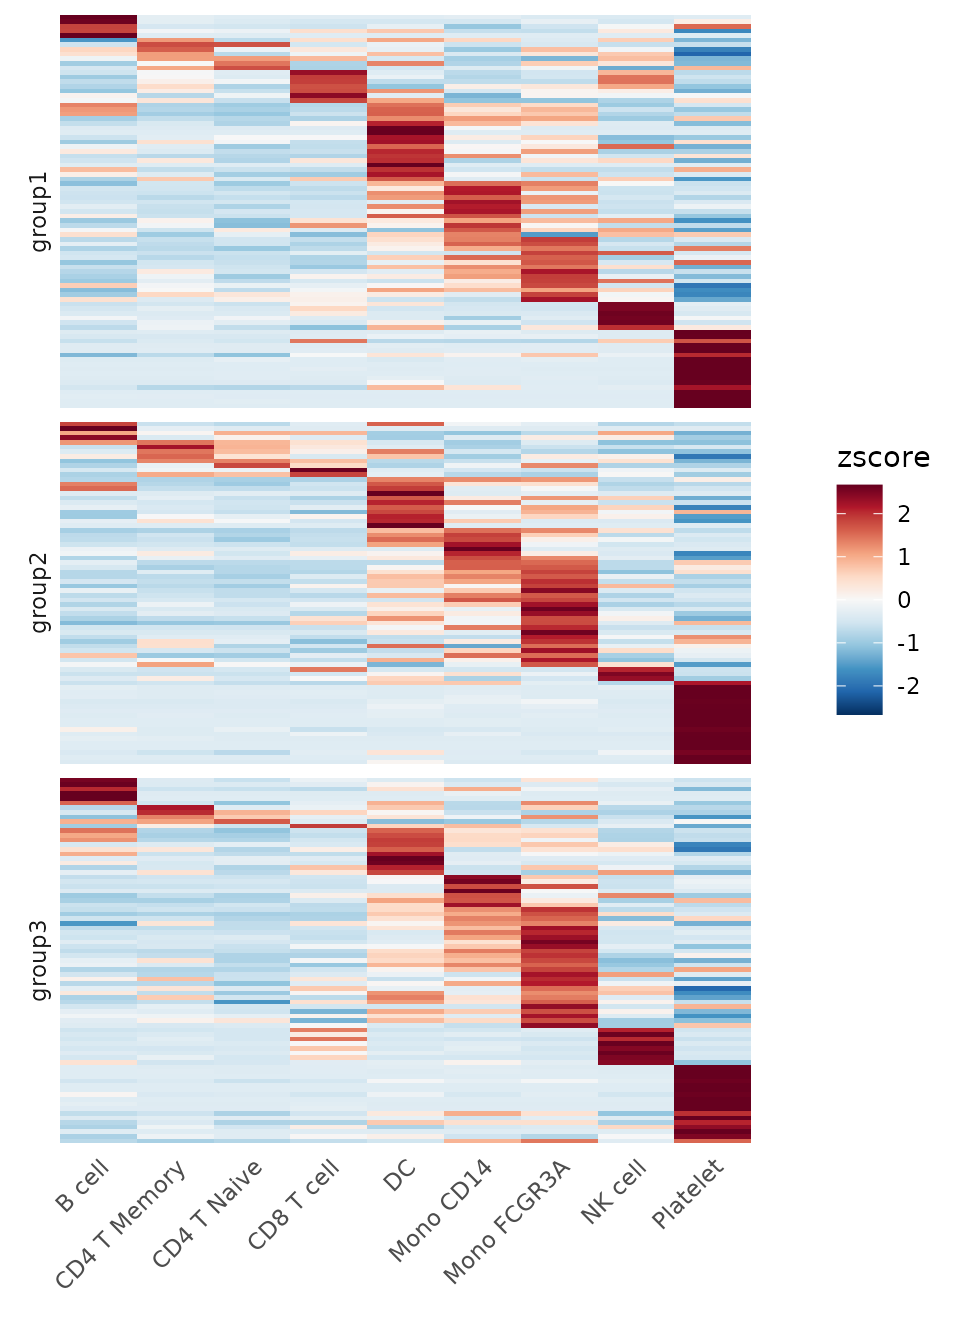 group1
group2
group3
zscore
2
1
0
-1
-2
B cell
CD4 T Memory
CD4 T Naive
CD8 T cell
DC
Mono CD14
Mono FCGR3A
NK cell
Platelet